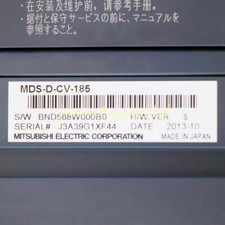 • 在安装及维护前，请参考手册.
• 据付と保守サービスの前に、マニュアルを
参照すること.
MDS-D-CV-185
S/W BND588W000B0 H/W VER $
SERIAL# J3A39G1XF44 DATE 2013-10
MITSUBISHI ELECTRIC CORPORATION MADE IN JAPAN